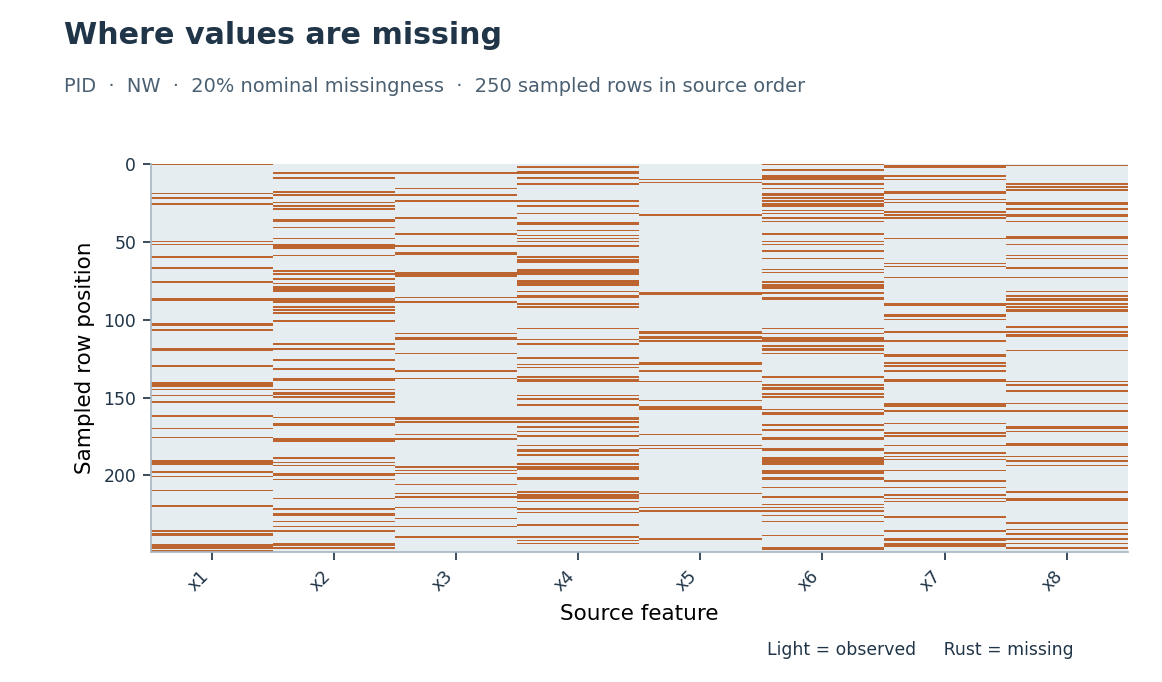 Where values are missing
PID · NW · 20% nominal missingness · 250 sampled rows in source order
0
50
100
150
200
Sampled row position
x1 x2 x3 x4 x5 x6 x7 x8
Source feature
Light = observed Rust = missing